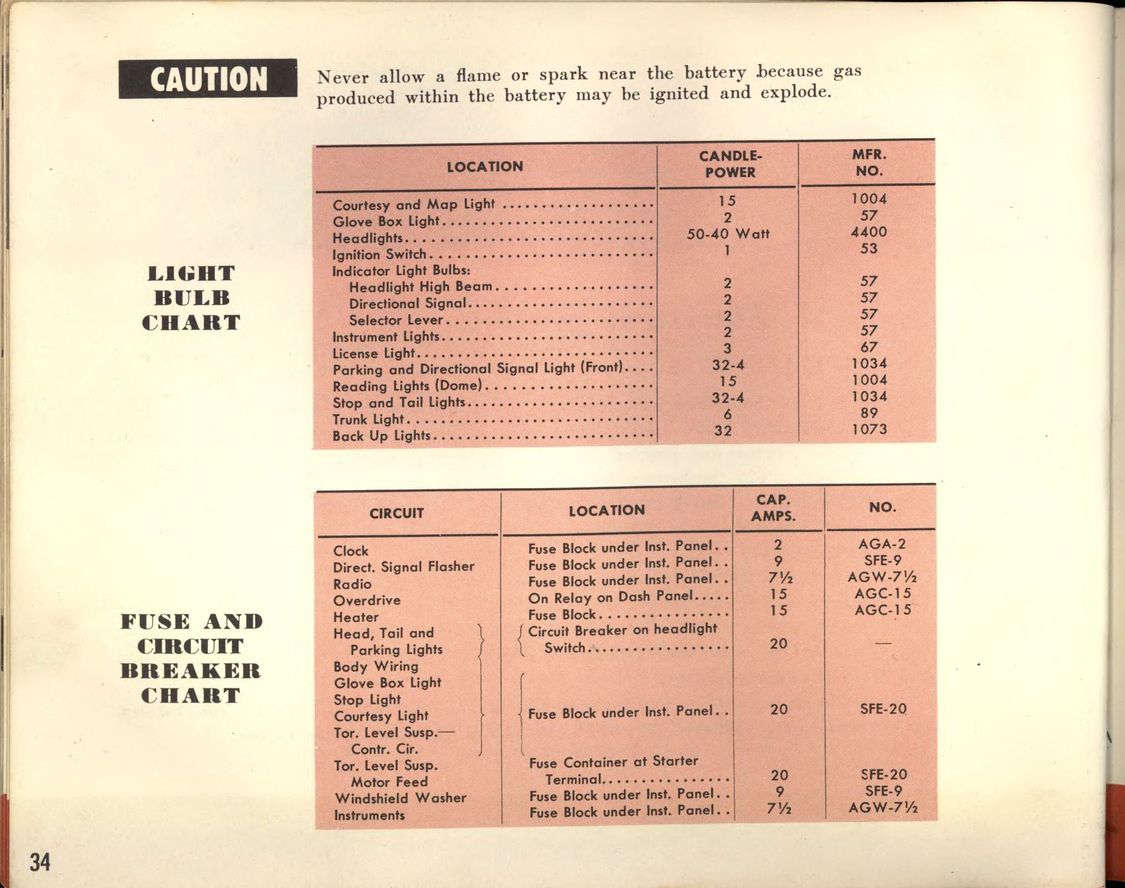 CAUTION
Never allow a flame or spark near the battery because gas
produced within the battery may be ignited and explode.
LIGHT
BULB
CHART
LOCATION CANDLE-POWER MFR. NO.
Courtesy and Map Light .................... 15 1004
Glove Box Light............................ 2 57
Headlights............................. 50-40 Watt 4400
Ignition Switch............................ 1 53
Indicator Light Bulbs:
Headlight High Beam................... 2 57
Directional Signal........................ 2 57
Selector Lever........................... 2 57
Instrument Lights........................... 2 57
License Light.............................. 3 67
Parking and Directional Signal Light (Front).... 32-4 1034
Reading Lights (Dome)...................... 15 1004
Stop and Tail Lights........................ 32-4 1034
Trunk Light................................ 6 89
Back Up Lights............................ 32 1073
FUSE AND
CIRCUIT
BREAKER
CHART
CIRCUIT LOCATION CAP. AMPS. NO.
Clock Fuse Block under Inst. Panel.. 2 AGA-2
Direct. Signal Flasher Fuse Block under Inst. Panel.. 9 SFE-9
Radio Fuse Block under Inst. Panel.. 7½ AGW-7½
Overdrive On Relay on Dash Panel..... 15 AGC-15
Heater Fuse Block................ 15 AGC-15
Head, Tail and Circuit Breaker on headlight
Parking Lights Switch.................. 20 —
Body Wiring
Glove Box Light
Stop Light
Courtesy Light Fuse Block under Inst. Panel.. 20 SFE-20
Tor. Level Susp.—
Contr. Cir.
Tor. Level Susp. Fuse Container at Starter
Motor Feed Terminal................ 20 SFE-20
Windshield Washer Fuse Block under Inst. Panel.. 9 SFE-9
Instruments Fuse Block under Inst. Panel.. 7½ AGW-7½
34